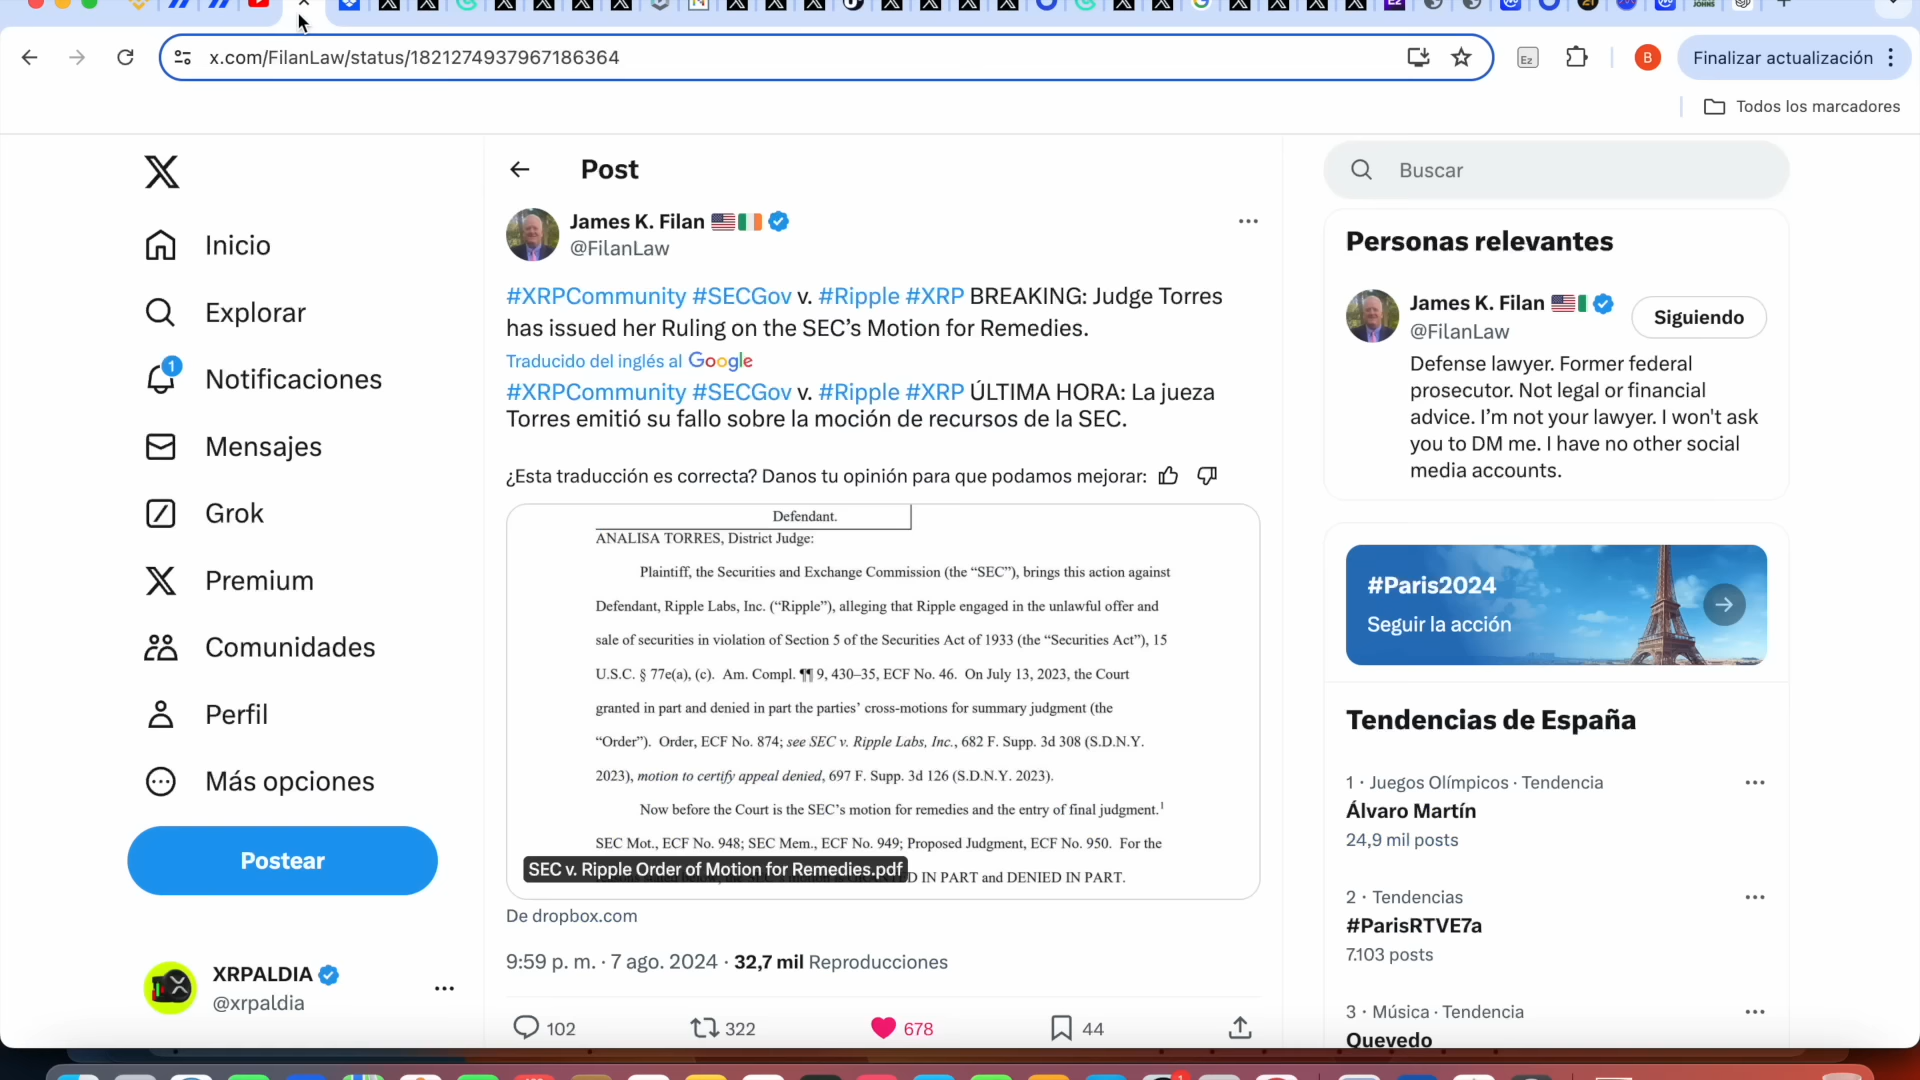 x.com/FilanLaw/status/1821274937967186364
Ez
B
Finalizar actualización
Todos los marcadores
Inicio
Explorar
1
Notificaciones
Mensajes
Grok
Premium
Comunidades
Perfil
Más opciones
Postear
XRPALDIA
@xrpaldia
Post
James K. Filan
@FilanLaw
#XRPCommunity #SECGov v. #Ripple #XRP BREAKING: Judge Torres
has issued her Ruling on the SEC’s Motion for Remedies.
Traducido del inglés al Google
#XRPCommunity #SECGov v. #Ripple #XRP ÚLTIMA HORA: La jueza
Torres emitió su fallo sobre la moción de recursos de la SEC.
¿Esta traducción es correcta? Danos tu opinión para que podamos mejorar:
Defendant.
ANALISA TORRES, District Judge:
Plaintiff, the Securities and Exchange Commission (the “SEC”), brings this action against
Defendant, Ripple Labs, Inc. (“Ripple”), alleging that Ripple engaged in the unlawful offer and
sale of securities in violation of Section 5 of the Securities Act of 1933 (the “Securities Act”), 15
U.S.C. § 77e(a), (c). Am. Compl. ¶¶ 9, 430–35, ECF No. 46. On July 13, 2023, the Court
granted in part and denied in part the parties’ cross-motions for summary judgment (the
“Order”). Order, ECF No. 874; see SEC v. Ripple Labs, Inc., 682 F. Supp. 3d 308 (S.D.N.Y.
2023), motion to certify appeal denied, 697 F. Supp. 3d 126 (S.D.N.Y. 2023).
Now before the Court is the SEC’s motion for remedies and the entry of final judgment.1
SEC Mot., ECF No. 948; SEC Mem., ECF No. 949; Proposed Judgment, ECF No. 950. For the
SEC v. Ripple Order of Motion for Remedies.pdf
IN PART and DENIED IN PART.
De dropbox.com
9:59 p. m. · 7 ago. 2024 · 32,7 mil Reproducciones
102
322
678
44
Buscar
Personas relevantes
James K. Filan
@FilanLaw
Siguiendo
Defense lawyer. Former federal
prosecutor. Not legal or financial
advice. I’m not your lawyer. I won't ask
you to DM me. I have no other social
media accounts.
#Paris2024
Seguir la acción
Tendencias de España
1 · Juegos Olímpicos · Tendencia
Álvaro Martín
24,9 mil posts
2 · Tendencias
#ParisRTVE7a
7.103 posts
3 · Música · Tendencia
Quevedo